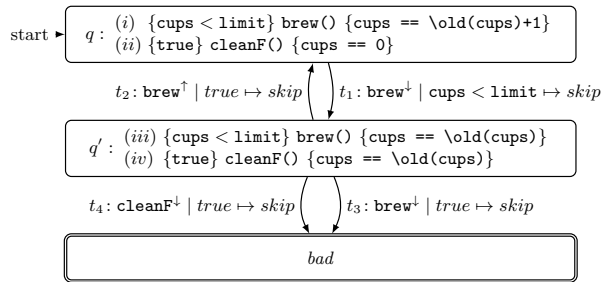 start
q : (i) {cups < limit} brew() {cups == \old(cups)+1}
(ii) {true} cleanF() {cups == 0}
t₂: brew↑ | true ↦ skip
t₁: brew↓ | cups < limit ↦ skip
q′ : (iii) {cups < limit} brew() {cups == \old(cups)}
(iv) {true} cleanF() {cups == \old(cups)}
t₄: cleanF↓ | true ↦ skip
t₃: brew↓ | true ↦ skip
bad